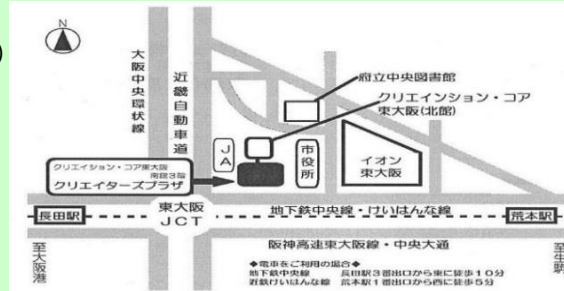 N
大阪中央環状線
近畿自動車道
府立中央図書館
クリエイション・コア
東大阪(北館)
JA
市役所
イオン
東大阪
クリエイション・コア東大阪
南館3階
クリエイターズプラザ
長田駅
東大阪
JCT
地下鉄中央線・けいはんな線
荒本駅
至大阪港
阪神高速東大阪線・中央大通
至生駒
◆電車をご利用の場合◆
地下鉄中央線 長田駅3番出口から東に徒歩10分
近鉄けいはんな線 荒本駅1番出口から西に徒歩5分